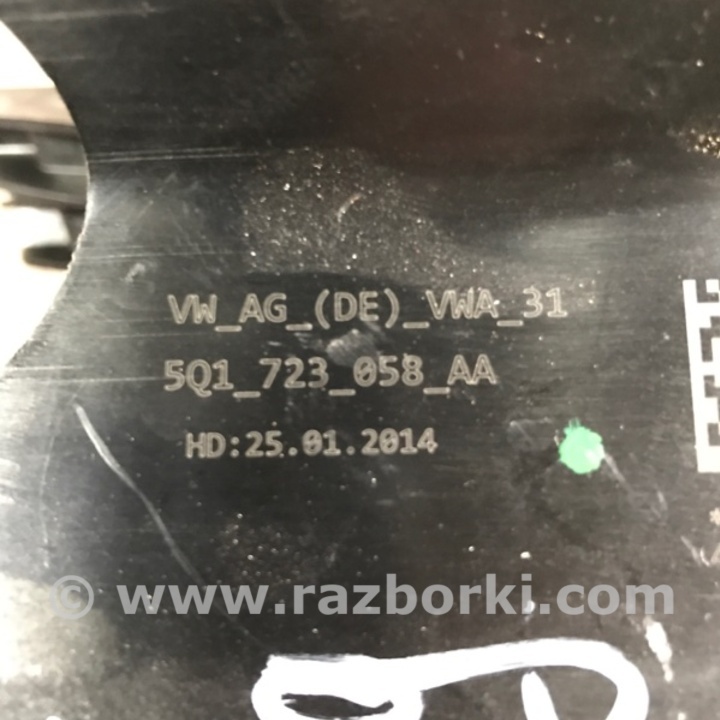 VW_AG_(DE)_VWA_31
5Q1_723_058_AA
HD:25.01.2014
© www.razborki.com